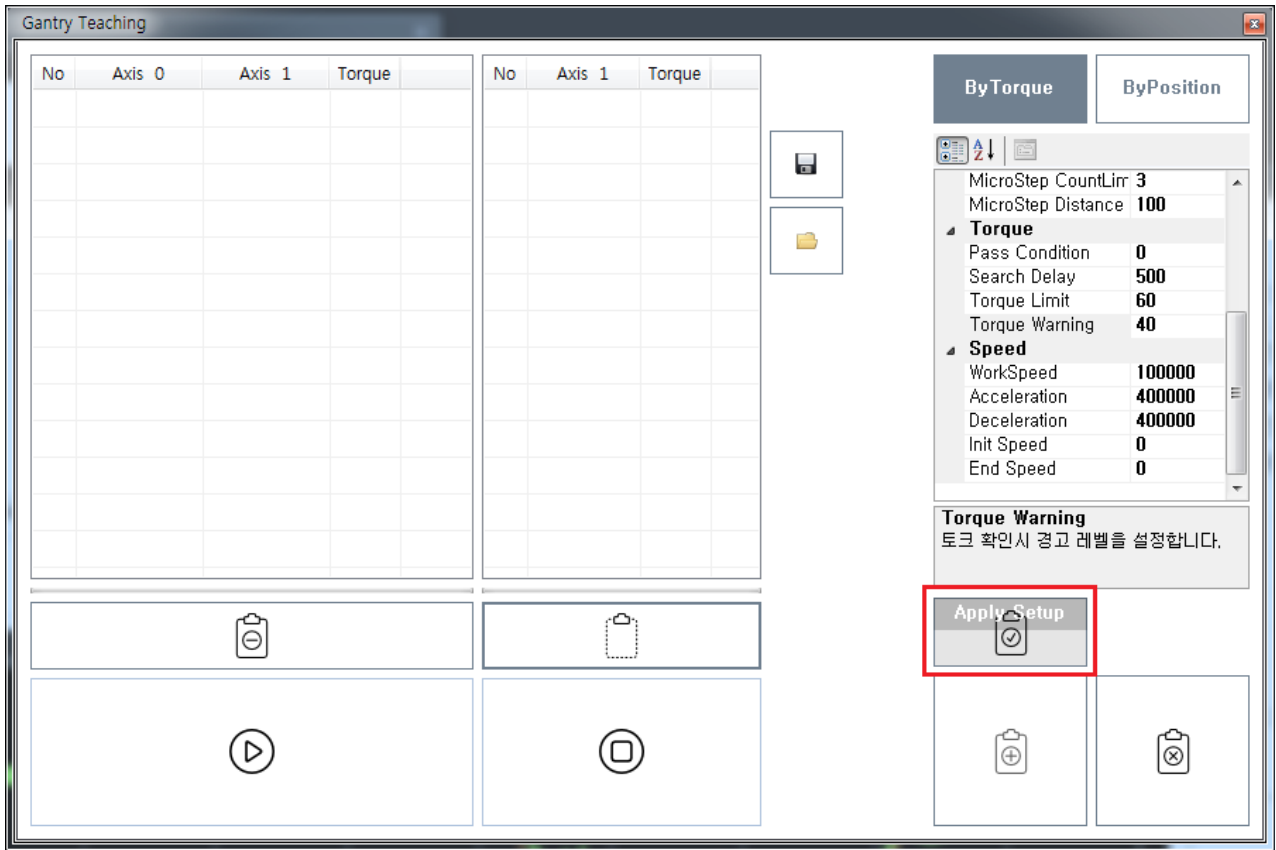 Gantry Teaching
No Axis 0 Axis 1 Torque
No Axis 1 Torque
ByTorque
ByPosition
MicroStep CountLim 3
MicroStep Distance 100
Torque
Pass Condition 0
Search Delay 500
Torque Limit 60
Torque Warning 40
Speed
WorkSpeed 100000
Acceleration 400000
Deceleration 400000
Init Speed 0
End Speed 0
Torque Warning
토크 확인시 경고 레벨을 설정합니다.
Apply Setup